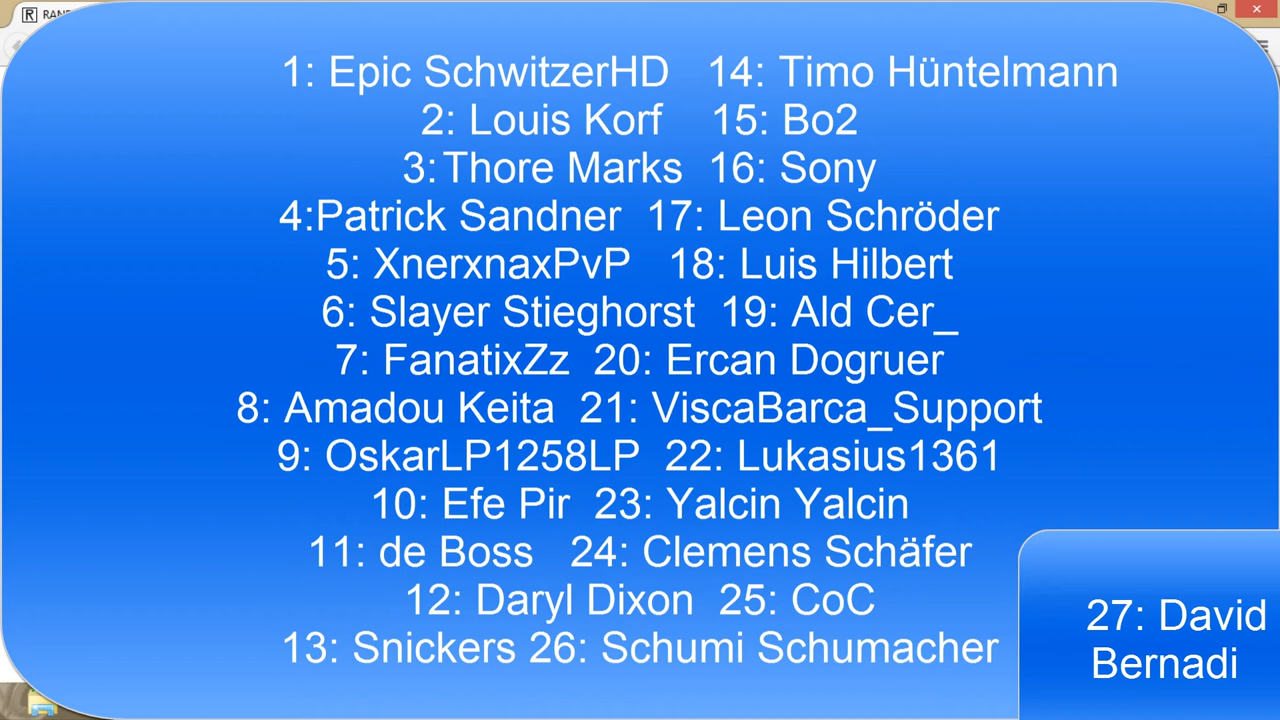 RAN
1: Epic SchwitzerHD 14: Timo Hüntelmann
2: Louis Korf 15: Bo2
3: Thore Marks 16: Sony
4:Patrick Sandner 17: Leon Schröder
5: XnerxnaxPvP 18: Luis Hilbert
6: Slayer Stieghorst 19: Ald Cer_
7: FanatixZz 20: Ercan Dogruer
8: Amadou Keita 21: ViscaBarca_Support
9: OskarLP1258LP 22: Lukasius1361
10: Efe Pir 23: Yalcin Yalcin
11: de Boss 24: Clemens Schäfer
12: Daryl Dixon 25: CoC
13: Snickers 26: Schumi Schumacher
27: David
Bernadi